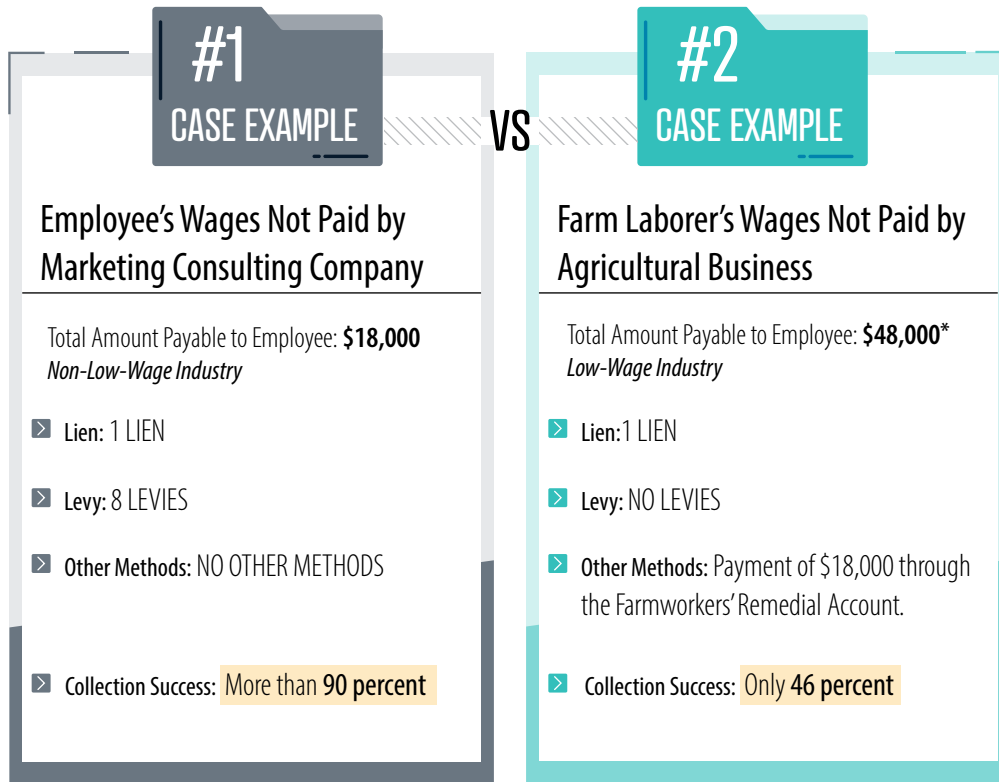 #1
CASE EXAMPLE
VS
#2
CASE EXAMPLE
Employee’s Wages Not Paid by
Marketing Consulting Company
Total Amount Payable to Employee: $18,000
Non-Low-Wage Industry
Lien: 1 LIEN
Levy: 8 LEVIES
Other Methods: NO OTHER METHODS
Collection Success: More than 90 percent
Farm Laborer’s Wages Not Paid by
Agricultural Business
Total Amount Payable to Employee: $48,000*
Low-Wage Industry
Lien:1 LIEN
Levy: NO LEVIES
Other Methods: Payment of $18,000 through
the Farmworkers’ Remedial Account.
Collection Success: Only 46 percent